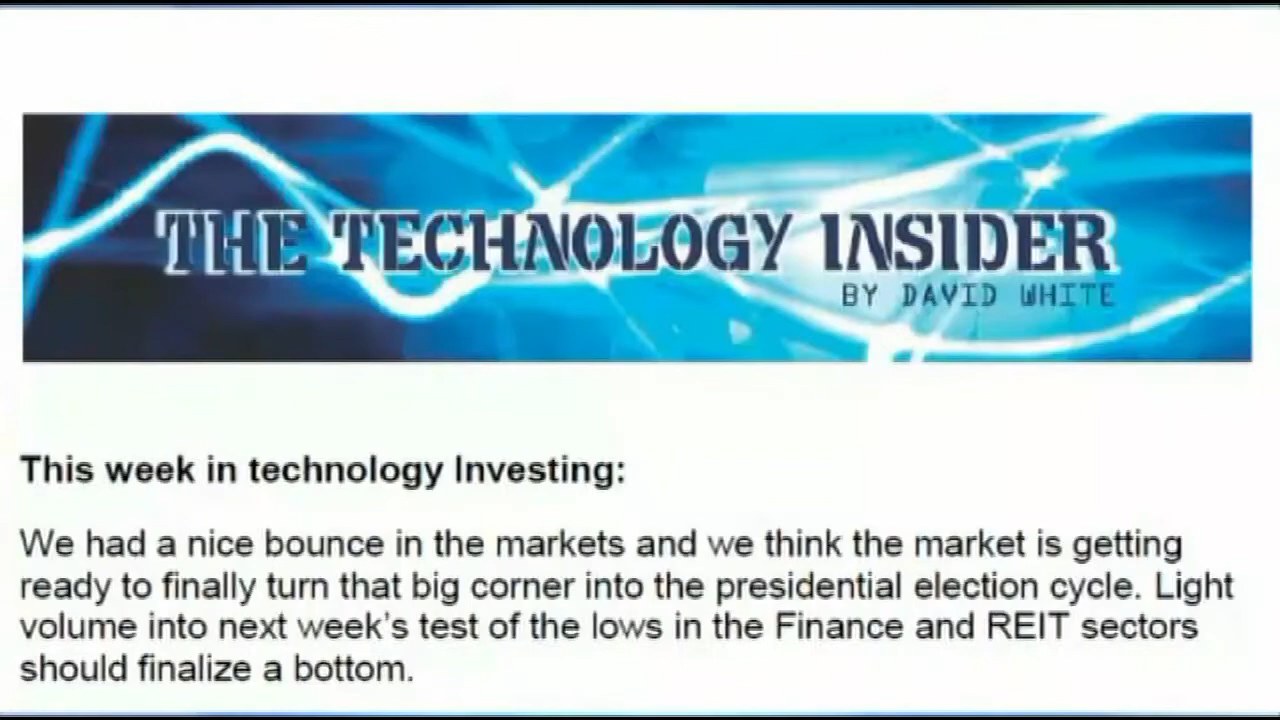 THE TECHNOLOGY INSIDER
BY DAVID WHITE
This week in technology Investing:
We had a nice bounce in the markets and we think the market is getting
ready to finally turn that big corner into the presidential election cycle. Light
volume into next week's test of the lows in the Finance and REIT sectors
should finalize a bottom.